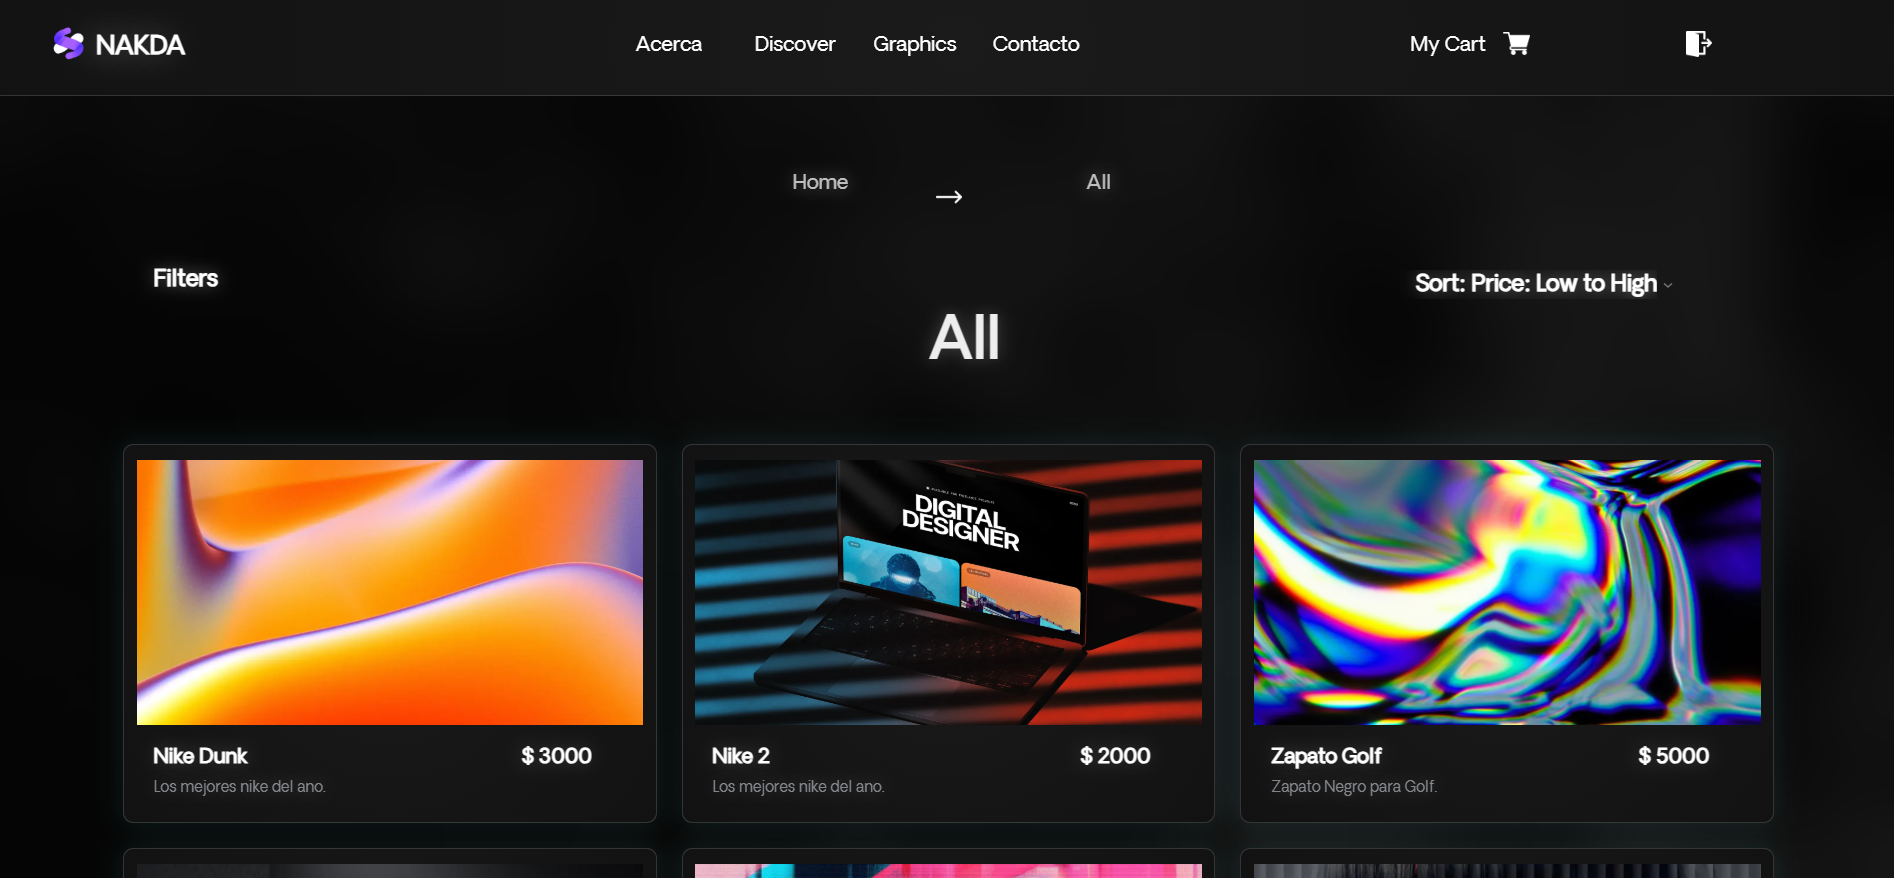 NAKDA
Acerca Discover Graphics Contacto
My Cart
Home → All
Filters
Sort: Price: Low to High
All
DIGITAL
DESIGNER
Nike Dunk $ 3000
Los mejores nike del ano.
Nike 2 $ 2000
Los mejores nike del ano.
Zapato Golf $ 5000
Zapato Negro para Golf.